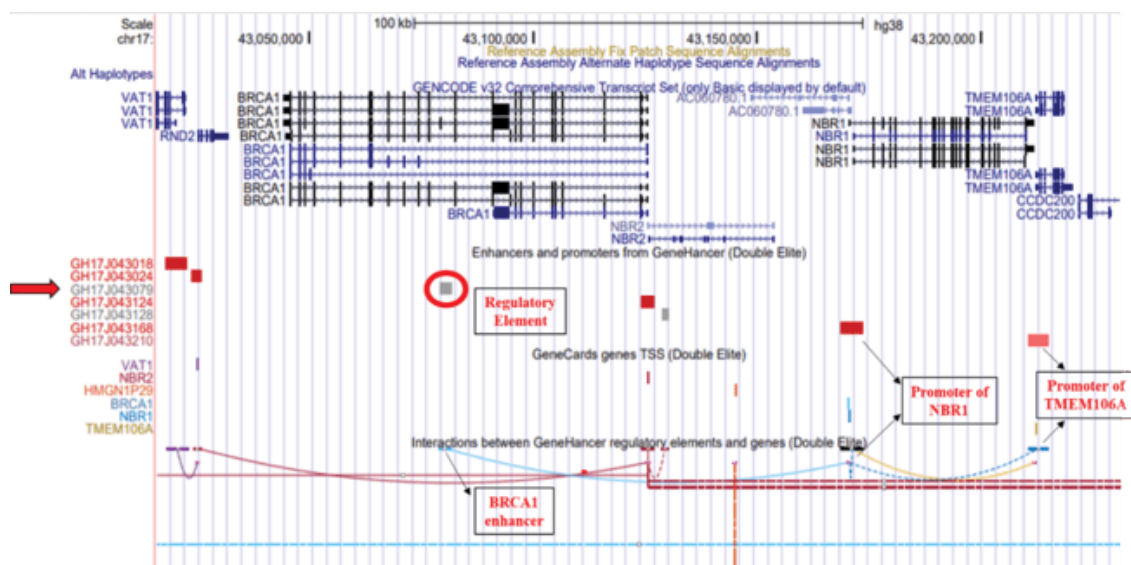 Scale 100 kb hg38
chr17: 43,050,000 43,100,000 43,150,000 43,200,000
Reference Assembly Fix Patch Sequence Alignments
Reference Assembly Alternate Haplotype Sequence Alignments
Alt Haplotypes
GENCODE v32 Comprehensive Transcript Set (only Basic displayed by default)
VAT1 BRCA1 AC060780.1 TMEM106A
VAT1 BRCA1 AC060780.1 TMEM106A
VAT1 BRCA1 NBR1 TMEM106A
RND2 BRCA1 NBR1 TMEM106A
BRCA1 NBR1 TMEM106A
BRCA1 NBR1 TMEM106A
BRCA1 TMEM106A
BRCA1 TMEM106A
BRCA1 CCDC200
BRCA1 CCDC200
NBR2
NBR2
Enhancers and promoters from GeneHancer (Double Elite)
GH17J043018
GH17J043024
GH17J043079
GH17J043124
GH17J043128
GH17J043168
GH17J043210
Regulatory
Element
GeneCards genes TSS (Double Elite)
VAT1
NBR2
HMGN1P29
BRCA1
NBR1
TMEM106A
Promoter of
NBR1
Promoter of
TMEM106A
Interactions between GeneHancer regulatory elements and genes (Double Elite)
BRCA1
enhancer